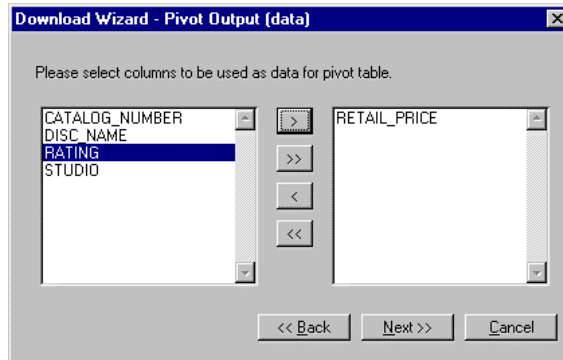 Download Wizard - Pivot Output (data)
Please select columns to be used as data for pivot table.
CATALOG_NUMBER
DISC_NAME
RATING
STUDIO
>
>>
<
<<
RETAIL_PRICE
<< Back
Next >>
Cancel